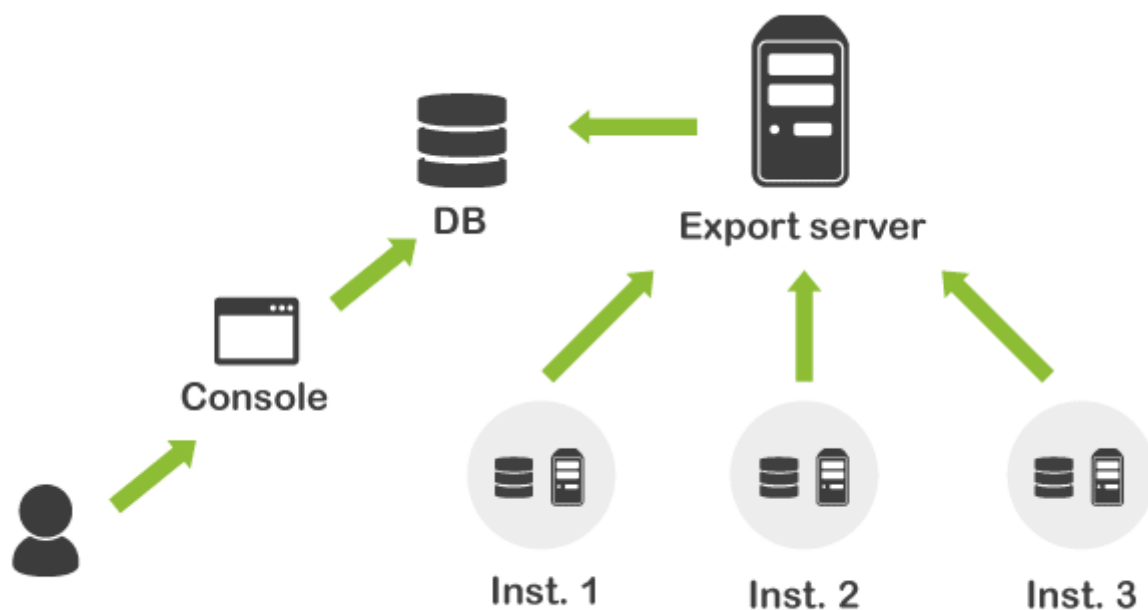 DB
Export server
Console
Inst. 1
Inst. 2
Inst. 3